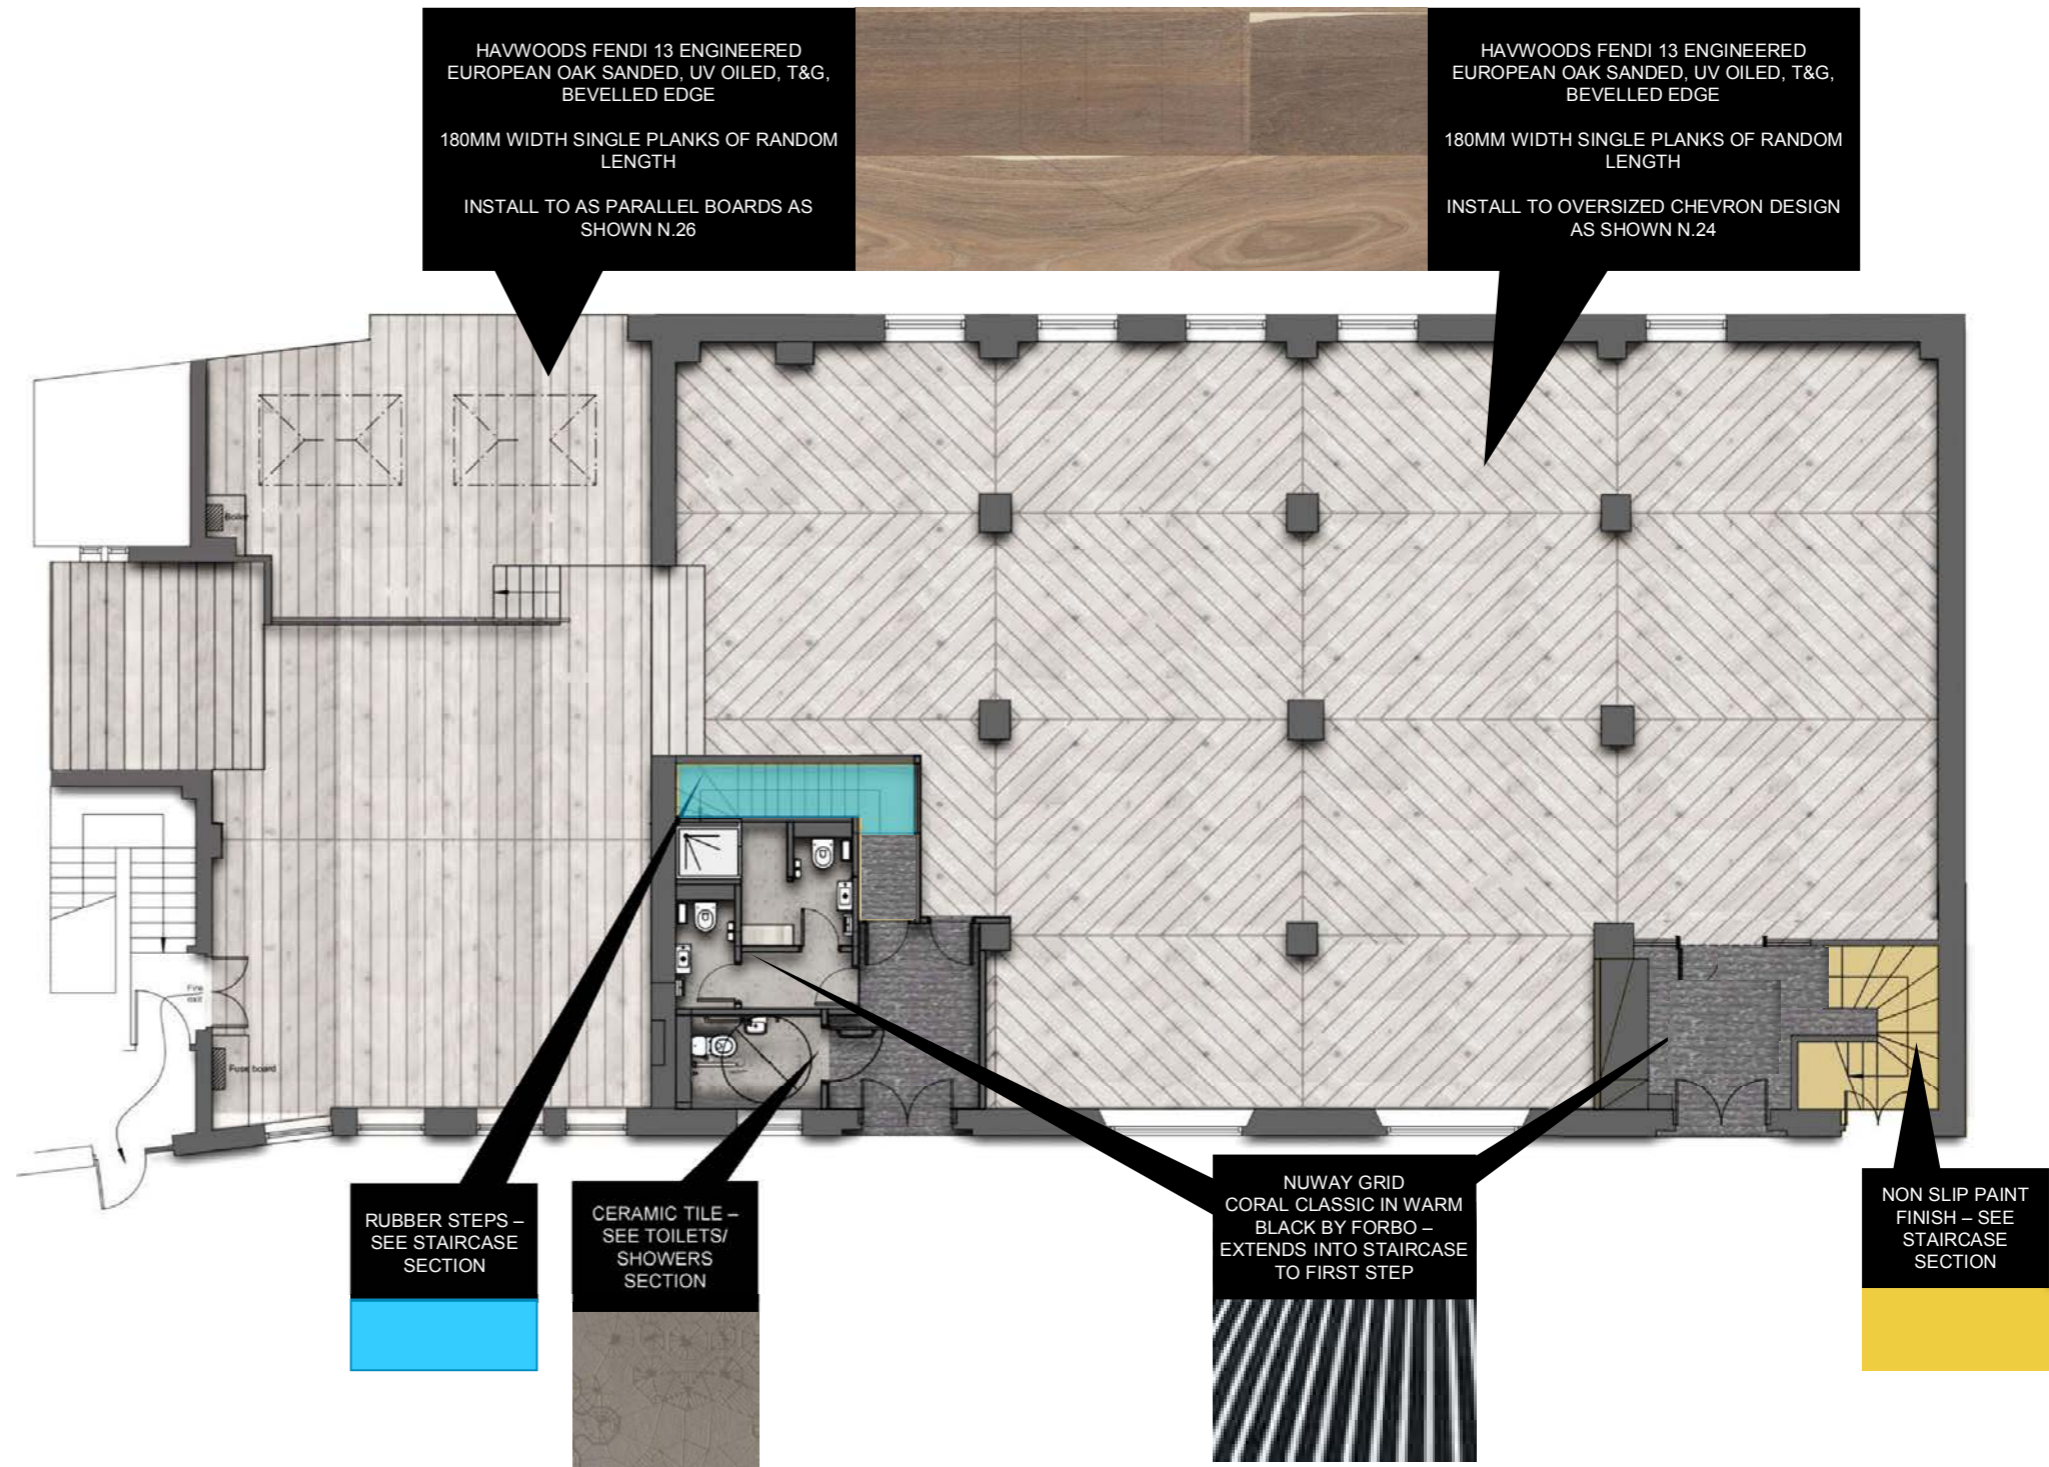 HAVWOODS FENDI 13 ENGINEERED
EUROPEAN OAK SANDED, UV OILED, T&G,
BEVELLED EDGE
180MM WIDTH SINGLE PLANKS OF RANDOM
LENGTH
INSTALL TO AS PARALLEL BOARDS AS
SHOWN N.26
HAVWOODS FENDI 13 ENGINEERED
EUROPEAN OAK SANDED, UV OILED, T&G,
BEVELLED EDGE
180MM WIDTH SINGLE PLANKS OF RANDOM
LENGTH
INSTALL TO OVERSIZED CHEVRON DESIGN
AS SHOWN N.24
Boiler
Fire
exit
Fuse board
RUBBER STEPS –
SEE STAIRCASE
SECTION
CERAMIC TILE –
SEE TOILETS/
SHOWERS
SECTION
NUWAY GRID
CORAL CLASSIC IN WARM
BLACK BY FORBO –
EXTENDS INTO STAIRCASE
TO FIRST STEP
NON SLIP PAINT
FINISH – SEE
STAIRCASE
SECTION